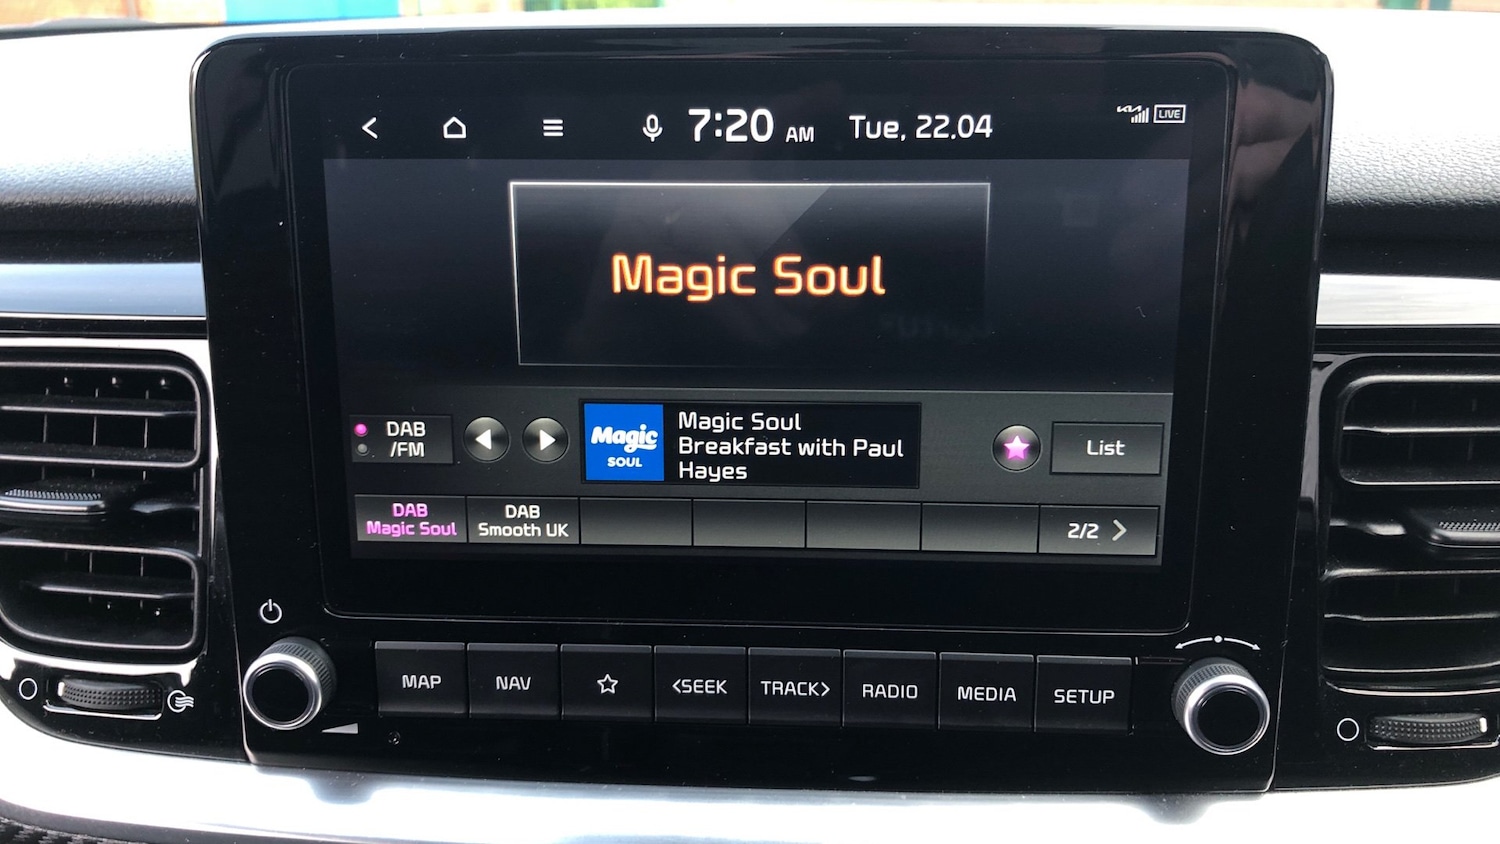 7:20 AM Tue, 22.04
LIVE
Magic Soul
DAB
/FM
Magic
SOUL
Magic Soul
Breakfast with Paul
Hayes
List
DAB
Magic Soul
DAB
Smooth UK
2/2
MAP
NAV
<SEEK
TRACK>
RADIO
MEDIA
SETUP